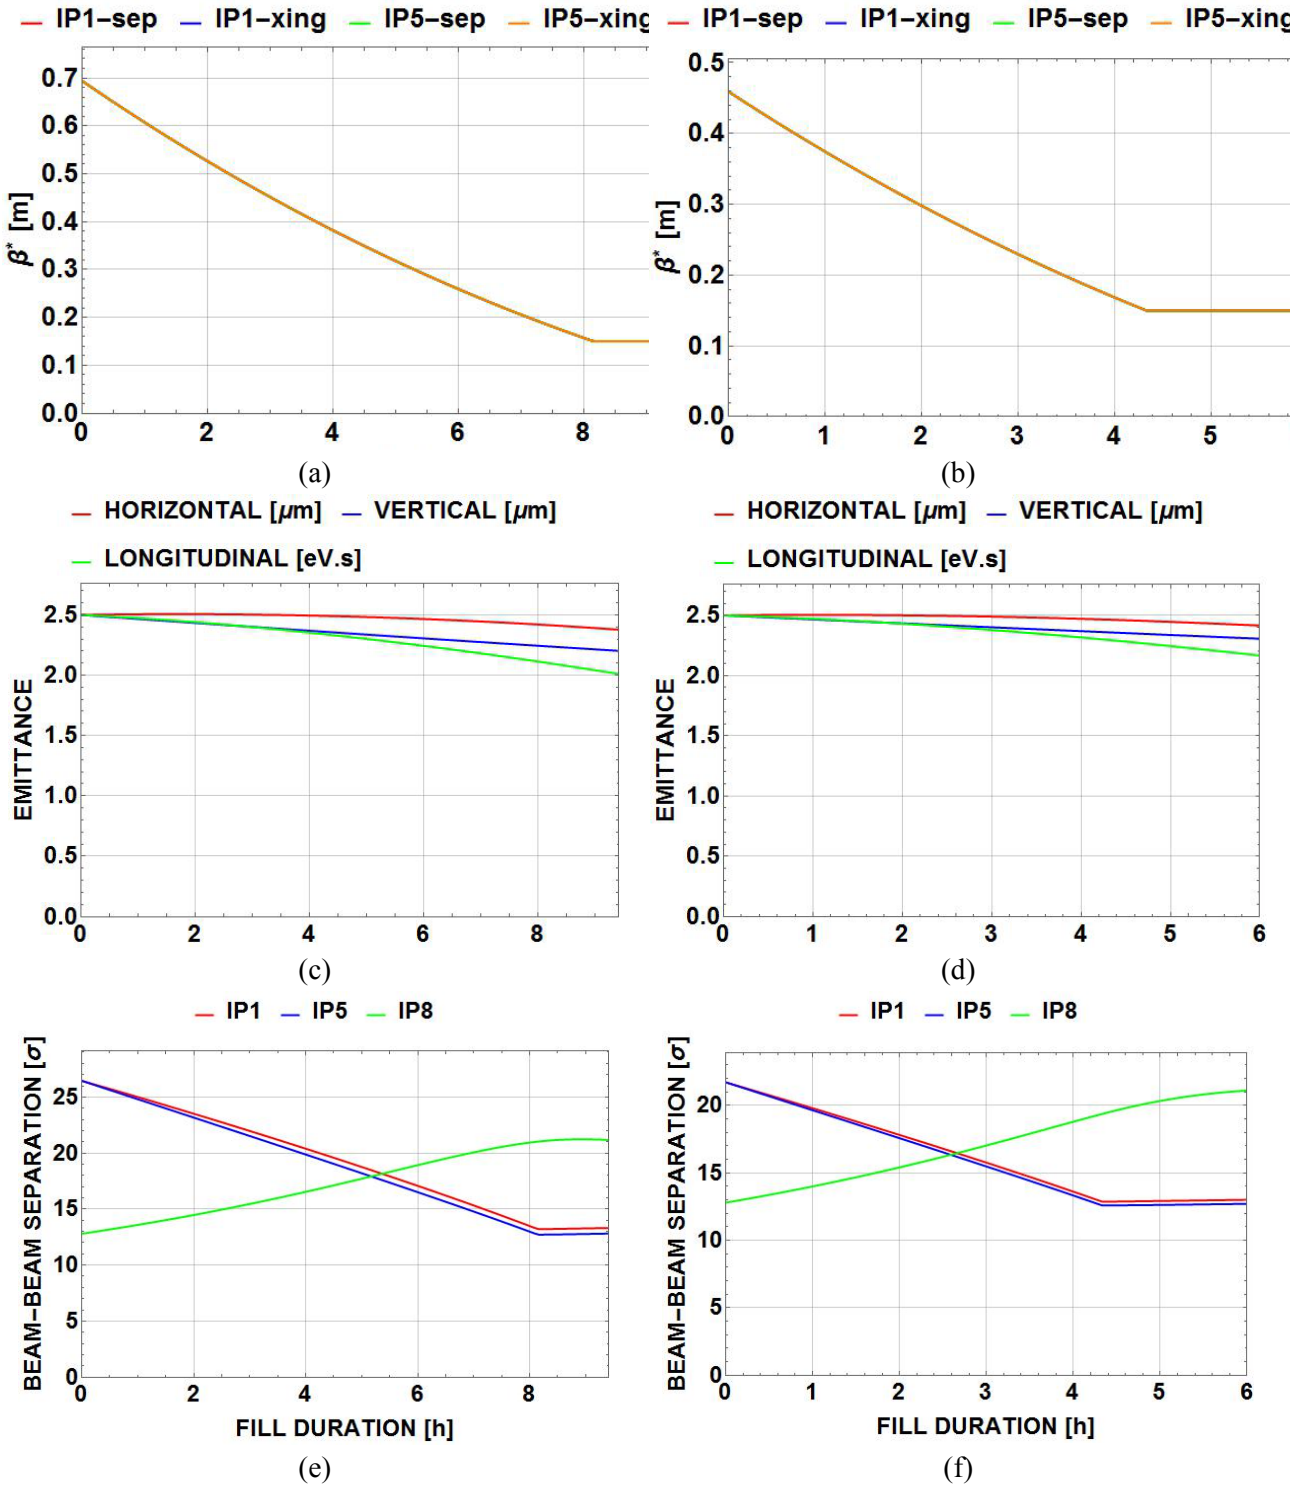 IP1–sep IP1–xing IP5–sep IP5–xing
IP1–sep IP1–xing IP5–sep IP5–xing
0.7
0.6
0.5
0.4
0.3
0.2
0.1
0.0
β* [m]
0 2 4 6 8
(a)
0.5
0.4
0.3
0.2
0.1
0.0
β* [m]
0 1 2 3 4 5
(b)
HORIZONTAL [μm] VERTICAL [μm]
LONGITUDINAL [eV.s]
2.5
2.0
1.5
1.0
0.5
0.0
EMITTANCE
0 2 4 6 8
(c)
HORIZONTAL [μm] VERTICAL [μm]
LONGITUDINAL [eV.s]
2.5
2.0
1.5
1.0
0.5
0.0
EMITTANCE
0 1 2 3 4 5 6
(d)
IP1 IP5 IP8
25
20
15
10
5
0
BEAM–BEAM SEPARATION [σ]
0 2 4 6 8
FILL DURATION [h]
(e)
IP1 IP5 IP8
20
15
10
5
0
BEAM–BEAM SEPARATION [σ]
0 1 2 3 4 5 6
FILL DURATION [h]
(f)